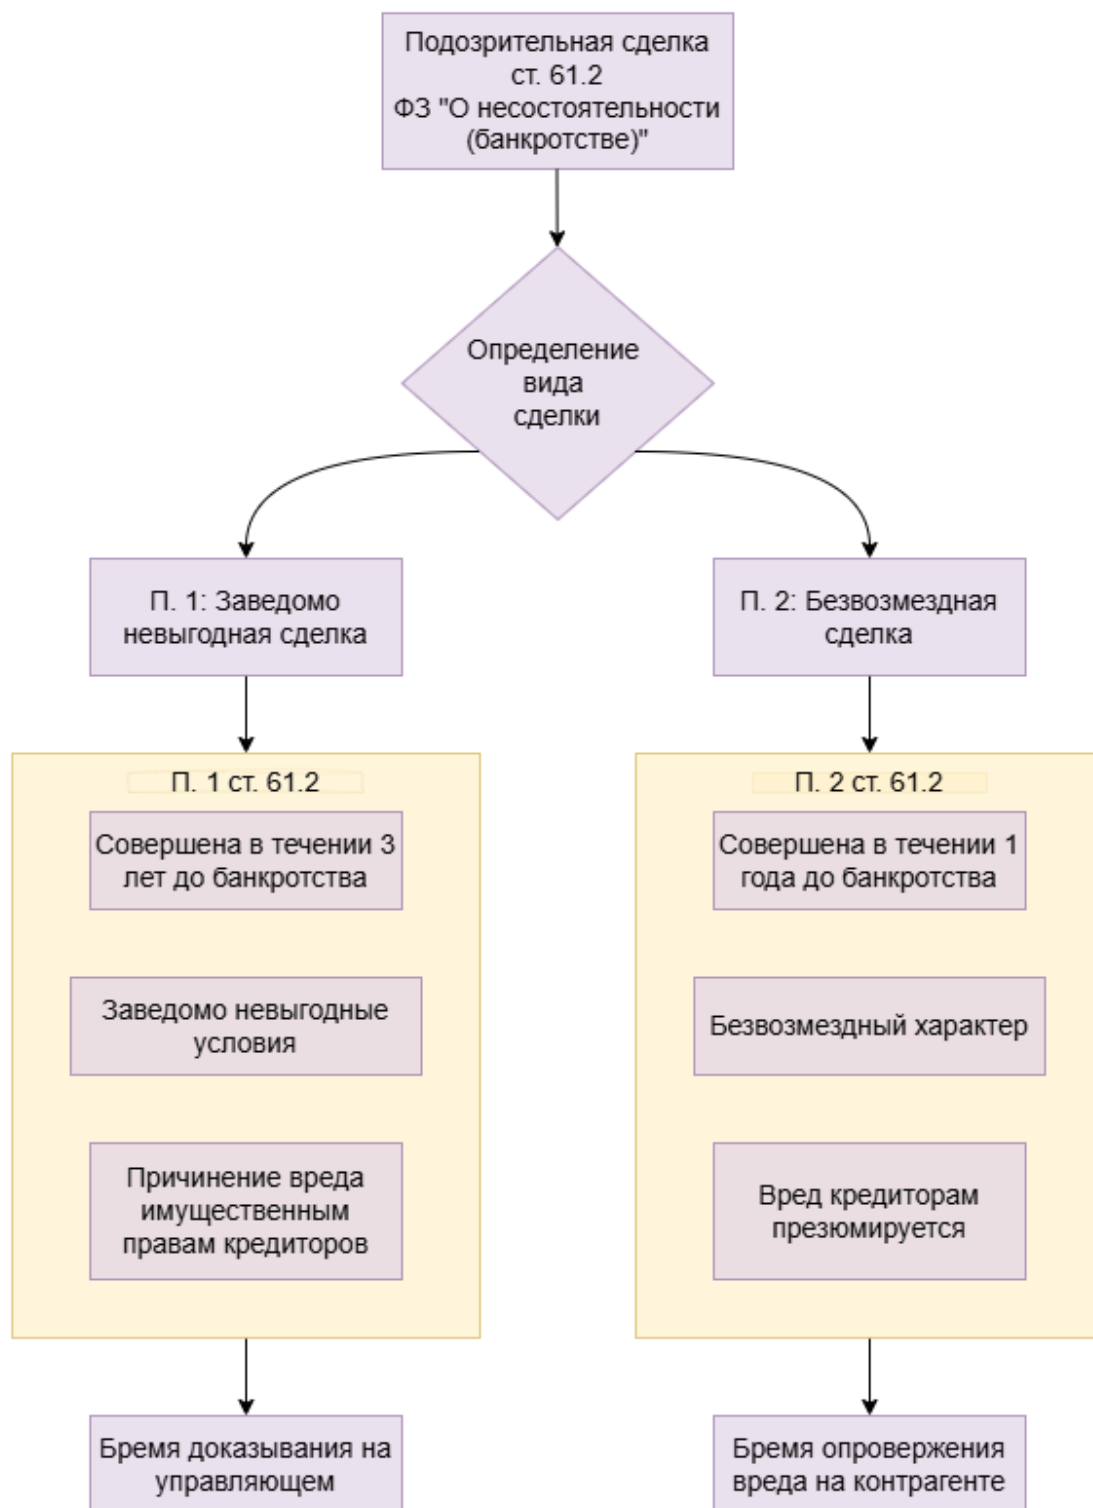 Подозрительная сделка
ст. 61.2
ФЗ "О несостоятельности
(банкротстве)"
Определение
вида
сделки
П. 1: Заведомо
невыгодная сделка
П. 2: Безвозмездная
сделка
П. 1 ст. 61.2
Совершена в течении 3
лет до банкротства
Заведомо невыгодные
условия
Причинение вреда
имущественным
правам кредиторов
П. 2 ст. 61.2
Совершена в течении 1
года до банкротства
Безвозмездный характер
Вред кредиторам
презюмируется
Бремя доказывания на
управляющем
Бремя опровержения
вреда на контрагенте